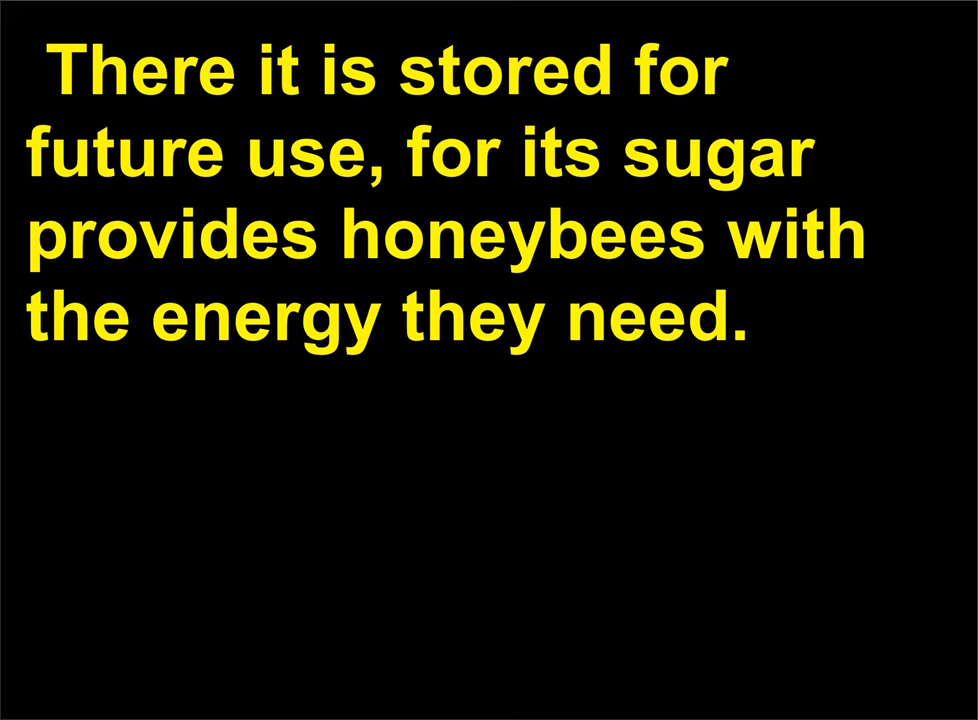 There it is stored for
future use, for its sugar
provides honeybees with
the energy they need.